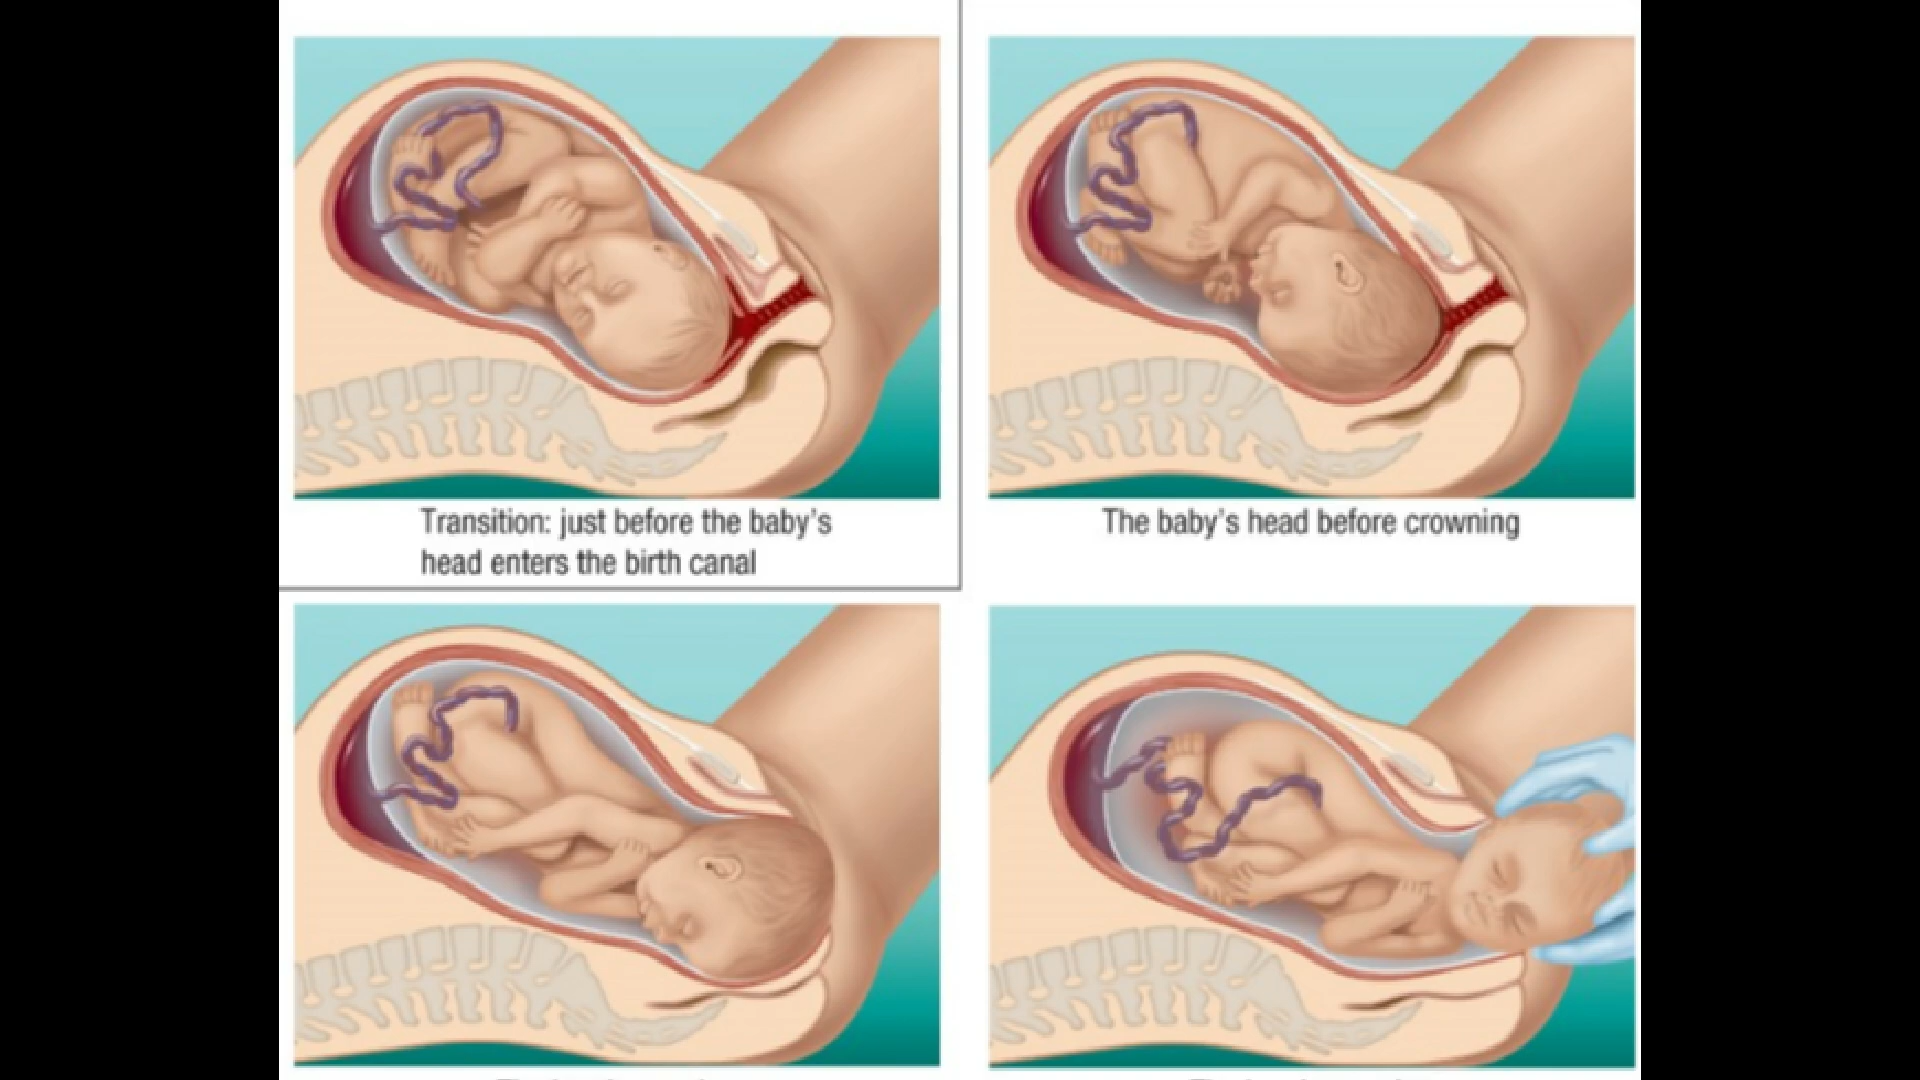 Transition: just before the baby's
head enters the birth canal
The baby's head before crowning